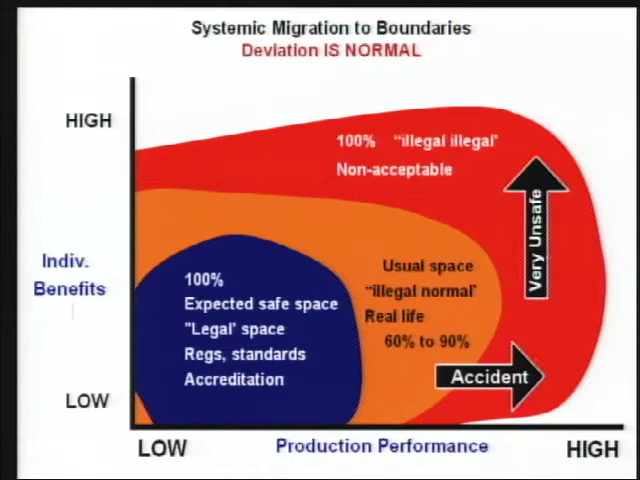 Systemic Migration to Boundaries
Deviation IS NORMAL
HIGH
100% "illegal illegal'
Non-acceptable
Very Unsafe
Indiv.
Benefits
100%
Expected safe space
"Legal' space
Regs, standards
Accreditation
Usual space
"illegal normal'
Real life
60% to 90%
Accident
LOW
LOW
Production Performance
HIGH